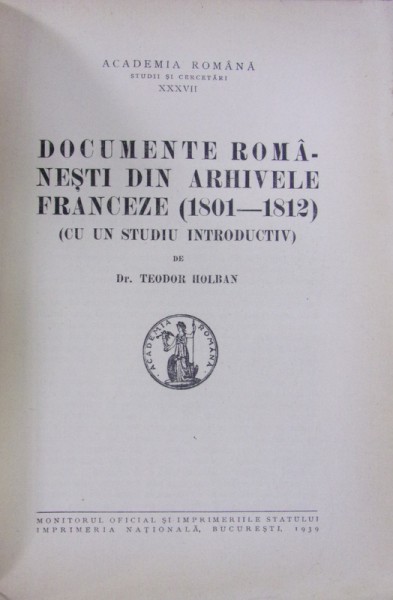 ACADEMIA ROMÂNĂ
STUDII ȘI CERCETĂRI
XXXVII
DOCUMENTE ROMÂ-
NEȘTI DIN ARHIVELE
FRANCEZE (1801—1812)
(CU UN STUDIU INTRODUCTIV)
DE
Dr. TEODOR HOLBAN
ACADEMIA ROMANA
MONITORUL OFICIAL ȘI IMPRIMERIILE STATULUI
IMPRIMERIA NAȚIONALĂ, BUCUREȘTI, 1939